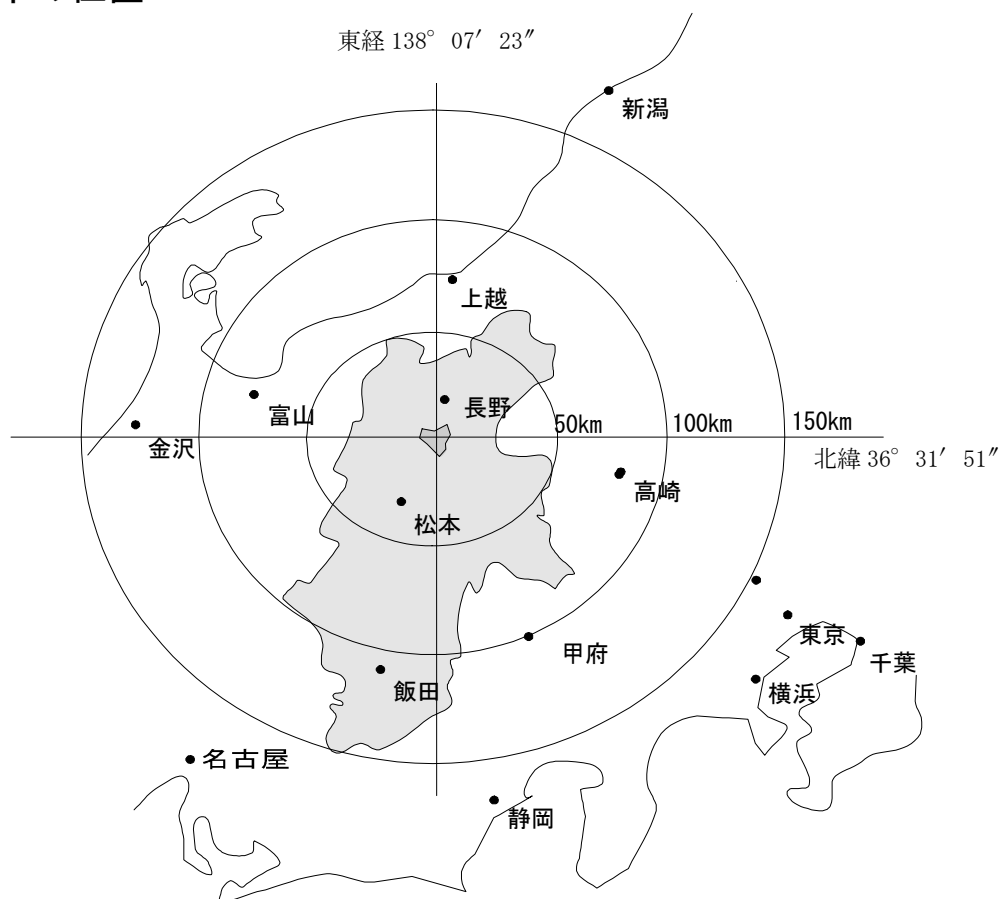 東経 138° 07′ 23″
新潟
上越
富山
長野
金沢
50km
100km
150km
北緯 36° 31′ 51″
高崎
松本
東京
千葉
甲府
飯田
横浜
名古屋
静岡